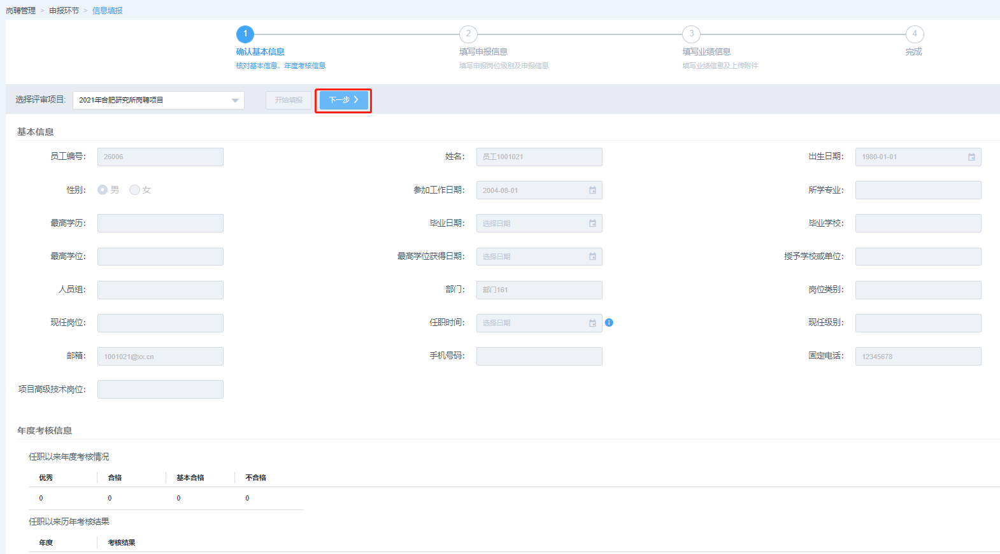 岗聘管理 > 申报环节 > 信息填报
1 2 3 4
确认基本信息 填写申报信息 填写业绩信息 完成
核对基本信息，年度考核信息 填写申报岗位级别及申报信息 填写业绩信息及上传附件
选择评审项目: 2021年合肥研究所岗聘项目 开始填报 下一步 >
基本信息
员工编号: 26006 姓名: 员工1001021 出生日期: 1980-01-01
性别: 男 女 参加工作日期: 2004-08-01 所学专业:
最高学历: 毕业日期: 选择日期 毕业学校:
最高学位: 最高学位获得日期: 选择日期 授予学校或单位:
人员组: 部门: 部门161 岗位类别:
现任岗位: 任职时间: 选择日期 现任级别:
邮箱: 1001021@xx.cn 手机号码: 固定电话: 12345678
项目高级技术岗位:
年度考核信息
任职以来年度考核情况
优秀 合格 基本合格 不合格
0 0 0 0
任职以来历年考核结果
年度 考核结果